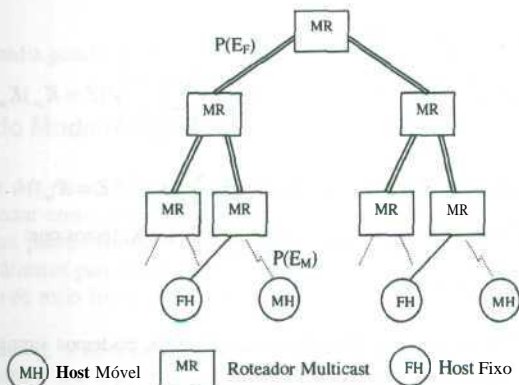 MR
P(E_F)
MR MR
MR MR MR MR
P(E_M)
FH MH FH MH
MH Host Móvel MR Roteador Multicast FH Host Fixo